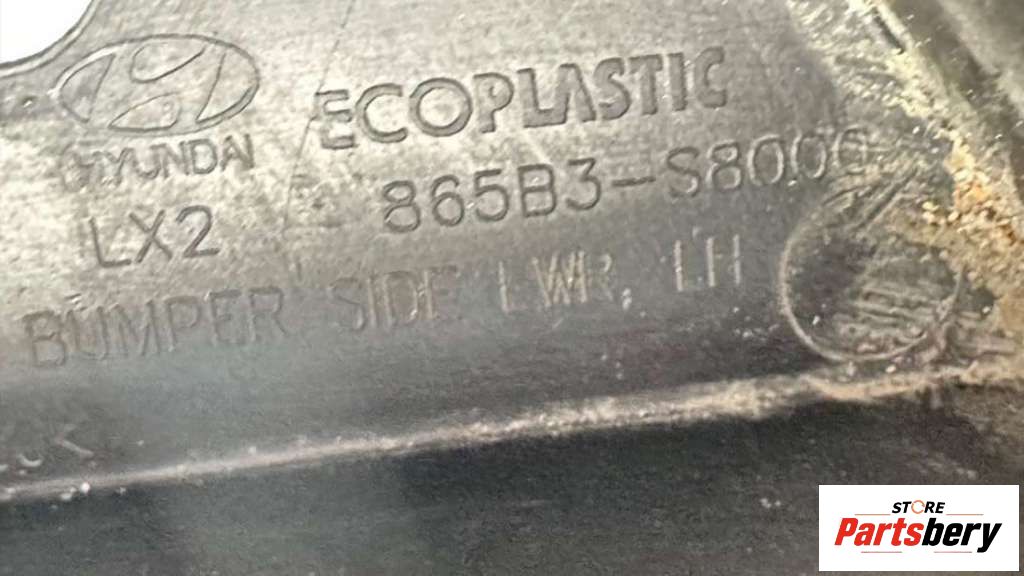 HYUNDAI ECOPLASTIC
LX2 865B3-S8000
BUMPER SIDE LWR, LH
STORE
Partsbery